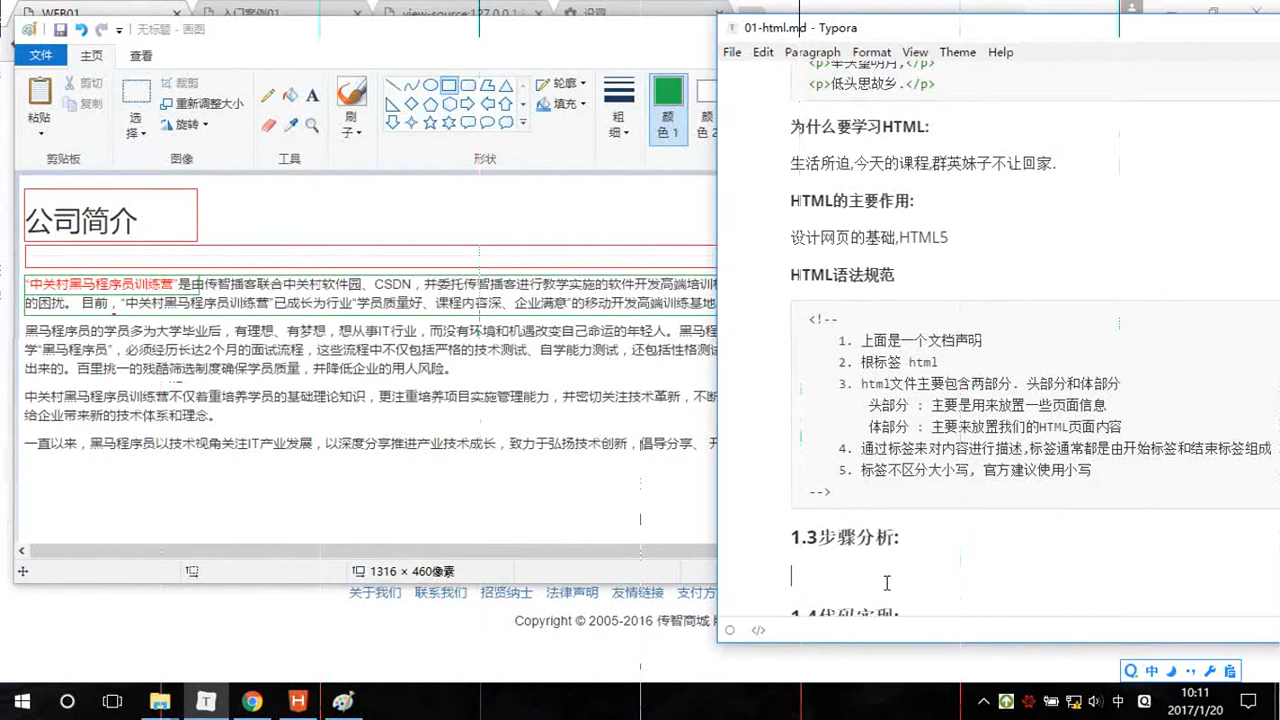 WEB01
入门案例01
view-source:127.0.0.1
设置
无标题 - 画图
文件
主页
查看
粘贴
剪切
复制
选择
裁剪
重新调整大小
旋转
刷子
轮廓
填充
粗细
颜色 1
剪贴板
图像
工具
形状
公司简介
“中关村黑马程序员训练营”是由传智播客联合中关村软件园、CSDN，并委托传智播客进行教学实施的软件开发高端培训
的困扰。 目前，“中关村黑马程序员训练营”已成长为行业“学员质量好、课程内容深、企业满意”的移动开发高端训练基地
黑马程序员的学员多为大学毕业后，有理想、有梦想，想从事IT行业，而没有环境和机遇改变自己命运的年轻人。黑马程
学“黑马程序员”，必须经历长达2个月的面试流程，这些流程中不仅包括严格的技术测试、自学能力测试，还包括性格测试
出来的。百里挑一的残酷筛选制度确保学员质量，并降低企业的用人风险。
中关村黑马程序员训练营不仅着重培养学员的基础理论知识，更注重培养项目实施管理能力，并密切关注技术革新，不断
给企业带来新的技术体系和理念。
一直以来，黑马程序员以技术视角关注IT产业发展，以深度分享推进产业技术成长，致力于弘扬技术创新，倡导分享、 开
1316 × 460像素
关于我们 联系我们 招贤纳士 法律声明 友情链接 支付方
Copyright © 2005-2016 传智商城
01-html.md - Typora
File Edit Paragraph Format View Theme Help
<p>举头望明月,</p>
<p>低头思故乡.</p>
为什么要学习HTML:
生活所迫,今天的课程,群英妹子不让回家.
HTML的主要作用:
设计网页的基础,HTML5
HTML语法规范
<!--
1. 上面是一个文档声明
2. 根标签 html
3. html文件主要包含两部分. 头部分和体部分
头部分 : 主要是用来放置一些页面信息
体部分 : 主要来放置我们的HTML页面内容
4. 通过标签来对内容进行描述,标签通常都是由开始标签和结束标签组成
5. 标签不区分大小写, 官方建议使用小写
-->
1.3步骤分析:
1.4代码实现:
中
中
10:11
2017/1/20